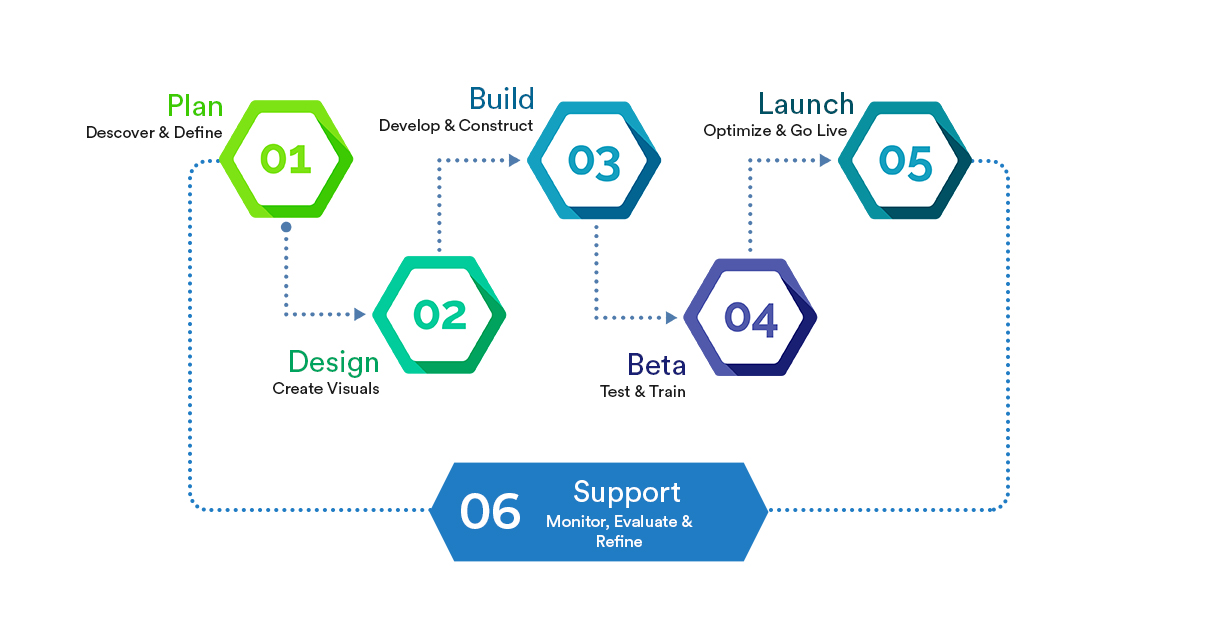 Plan
Descover & Define
01
Design
Create Visuals
02
Build
Develop & Construct
03
Beta
Test & Train
04
Launch
Optimize & Go Live
05
06
Support
Monitor, Evaluate &
Refine